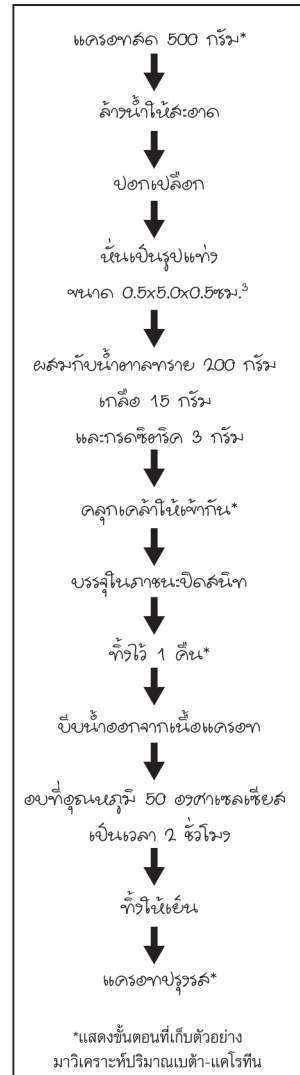 แครอทสด 500 กรัม*
ล้างน้ำให้สะอาด
ปอกเปลือก
หั่นเป็นรูปแท่ง
ขนาด 0.5x5.0x0.5ซม.³
ผสมกับน้ำตาลทราย 200 กรัม
เกลือ 15 กรัม
และกรดซิตริค 3 กรัม
คลุกเคล้าให้เข้ากัน*
บรรจุในภาชนะปิดสนิท
ทิ้งไว้ 1 คืน*
บีบน้ำออกจากเนื้อแครอท
อบที่อุณหภูมิ 50 องศาเซลเซียส
เป็นเวลา 2 ชั่วโมง
ทิ้งให้เย็น
แครอทปรุงรส*
*แสดงขั้นตอนที่เก็บตัวอย่าง
มาวิเคราะห์ปริมาณเบต้า-แคโรทีน